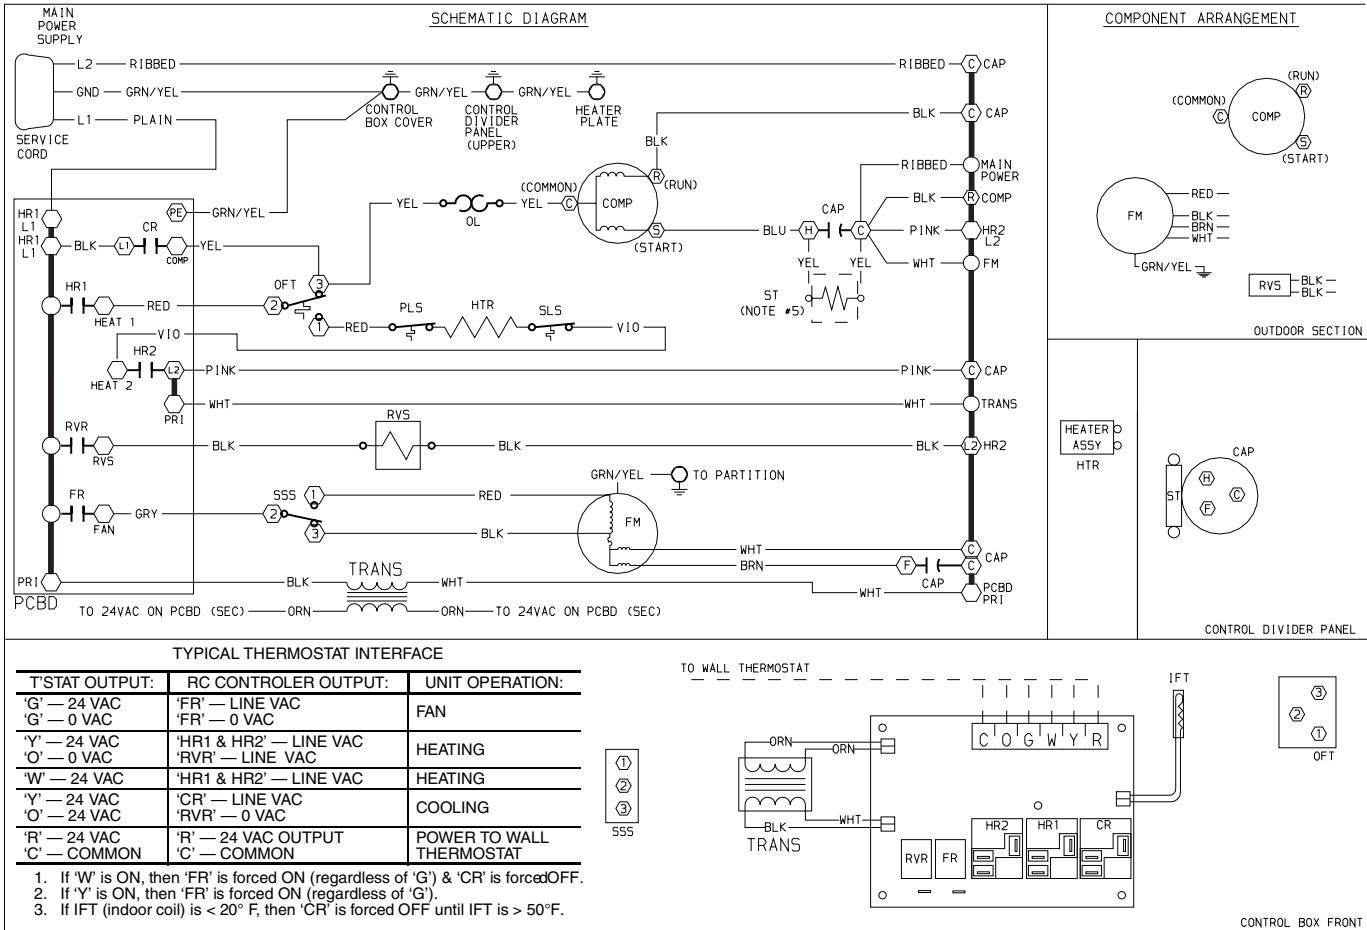 MAIN
POWER
SUPPLY
SCHEMATIC DIAGRAM
COMPONENT ARRANGEMENT
L2 RIBBED RIBBED C CAP
GND GRN/YEL GRN/YEL GRN/YEL
L1 PLAIN
CONTROL
BOX COVER
CONTROL
DIVIDER
PANEL
(UPPER)
HEATER
PLATE
SERVICE
CORD
BLK C CAP
BLK
RIBBED MAIN
POWER
(COMMON) R (RUN)
YEL OL YEL C COMP
S
(START)
BLK R COMP
BLU H CAP C PINK HR2
L2
YEL YEL WHT FM
ST
(NOTE #5)
HR1
L1
PE GRN/YEL
HR1
L1
BLK L1 CR COMP YEL
OFT 3
HR1 HEAT 1 RED 2
1 RED PLS HTR SLS VIO
VIO
HR2
HEAT 2 L2 PINK PINK C CAP
PRI WHT WHT TRANS
RVR RVS BLK RVS BLK BLK L2 HR2
GRN/YEL TO PARTITION
FR FAN GRY SSS 2 1 RED
3 BLK FM
WHT C CAP
BRN F CAP C
PRI BLK TRANS WHT WHT PCBD
PRI
PCBD
TO 24VAC ON PCBD (SEC) ORN ORN TO 24VAC ON PCBD (SEC)
(RUN)
R
(COMMON)
C COMP
S
(START)
FM
RED
BLK
BRN
WHT
GRN/YEL
RVS BLK
BLK
OUTDOOR SECTION
HEATER
ASSY
HTR
CAP
ST H C F
CONTROL DIVIDER PANEL
TYPICAL THERMOSTAT INTERFACE
T'STAT OUTPUT: RC CONTROLER OUTPUT: UNIT OPERATION:
‘G’ — 24 VAC ‘FR’ — LINE VAC FAN
‘G’ — 0 VAC ‘FR’ — 0 VAC
‘Y’ — 24 VAC ‘HR1 & HR2’ — LINE VAC HEATING
‘O’ — 0 VAC ‘RVR’ — LINE VAC
‘W’ — 24 VAC ‘HR1 & HR2’ — LINE VAC HEATING
‘Y’ — 24 VAC ‘CR’ — LINE VAC COOLING
‘O’ — 24 VAC ‘RVR’ — 0 VAC
‘R’ — 24 VAC ‘R’ — 24 VAC OUTPUT POWER TO WALL
‘C’ — COMMON ‘C’ — COMMON THERMOSTAT
1. If ‘W’ is ON, then ‘FR’ is forced ON (regardless of ‘G’) & ‘CR’ is forcedOFF.
2. If ‘Y’ is ON, then ‘FR’ is forced ON (regardless of ‘G’).
3. If IFT (indoor coil) is < 20° F, then ‘CR’ is forced OFF until IFT is > 50°F.
1
2
3
SSS
TO WALL THERMOSTAT
C O G W Y R
ORN
ORN
WHT
BLK
TRANS
RVR FR HR2 HR1 CR
IFT
3
2
1
OFT
CONTROL BOX FRONT